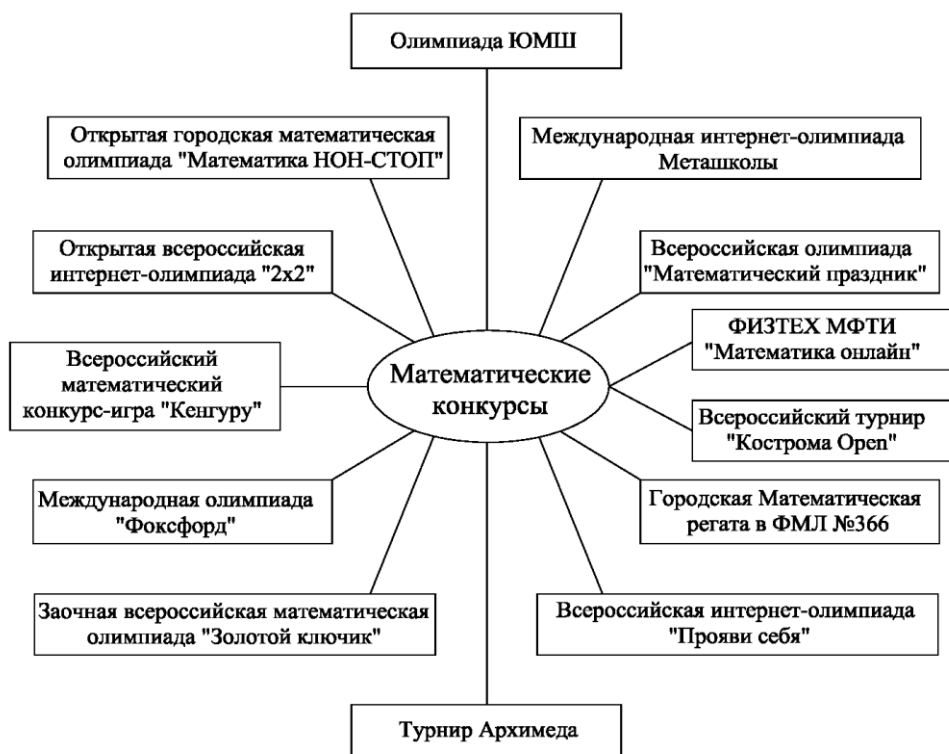 Олимпиада ЮМШ
Открытая городская математическая
олимпиада "Математика НОН-СТОП"
Международная интернет-олимпиада
Меташколы
Открытая всероссийская
интернет-олимпиада "2х2"
Всероссийская олимпиада
"Математический праздник"
ФИЗТЕХ МФТИ
"Математика онлайн"
Всероссийский
математический
конкурс-игра "Кенгуру"
Математические
конкурсы
Всероссийский турнир
"Кострома Open"
Международная олимпиада
"Фоксфорд"
Городская Математическая
регата в ФМЛ №366
Заочная всероссийская математическая
олимпиада "Золотой ключик"
Всероссийская интернет-олимпиада
"Прояви себя"
Турнир Архимеда